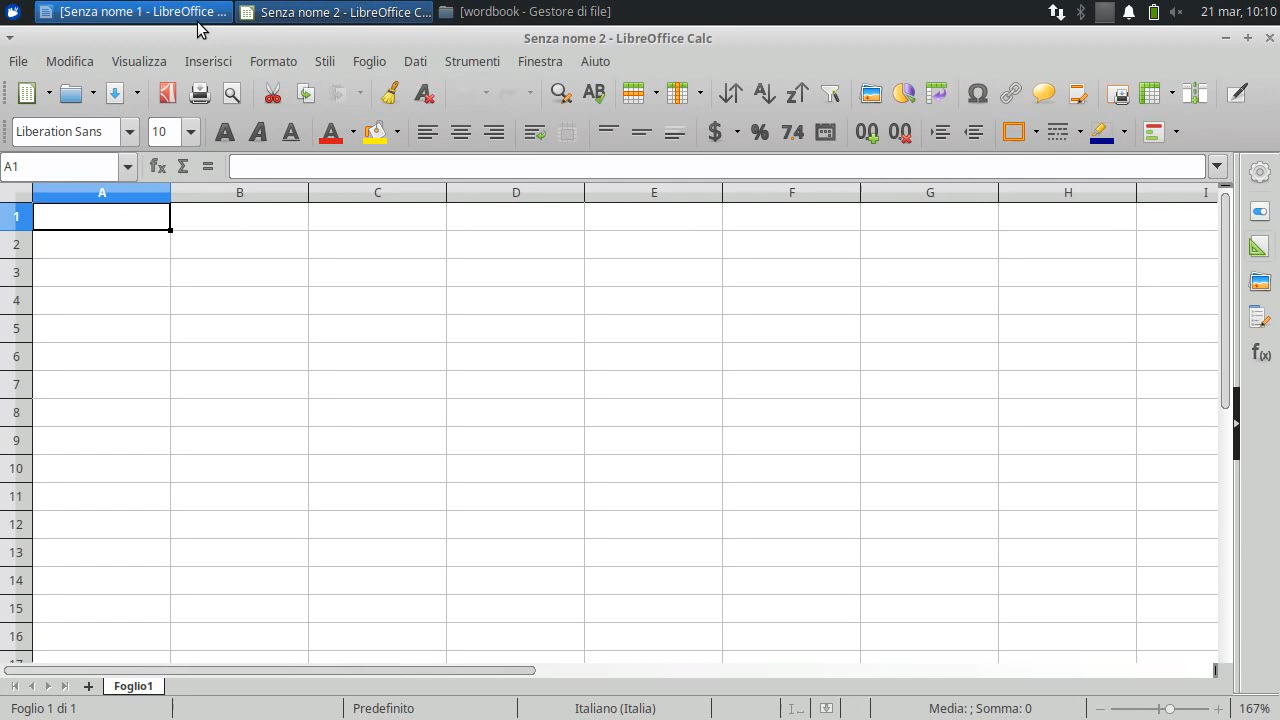 [Senza nome 1 - LibreOffice ...
Senza nome 2 - LibreOffice C...
[wordbook - Gestore di file]
21 mar, 10:10
Senza nome 2 - LibreOffice Calc
File Modifica Visualizza Inserisci Formato Stili Foglio Dati Strumenti Finestra Aiuto
Liberation Sans 10
A1
A B C D E F G H I
1
2
3
4
5
6
7
8
9
10
11
12
13
14
15
16
17
Foglio1
Foglio 1 di 1 Predefinito Italiano (Italia) Media: ; Somma: 0 167%